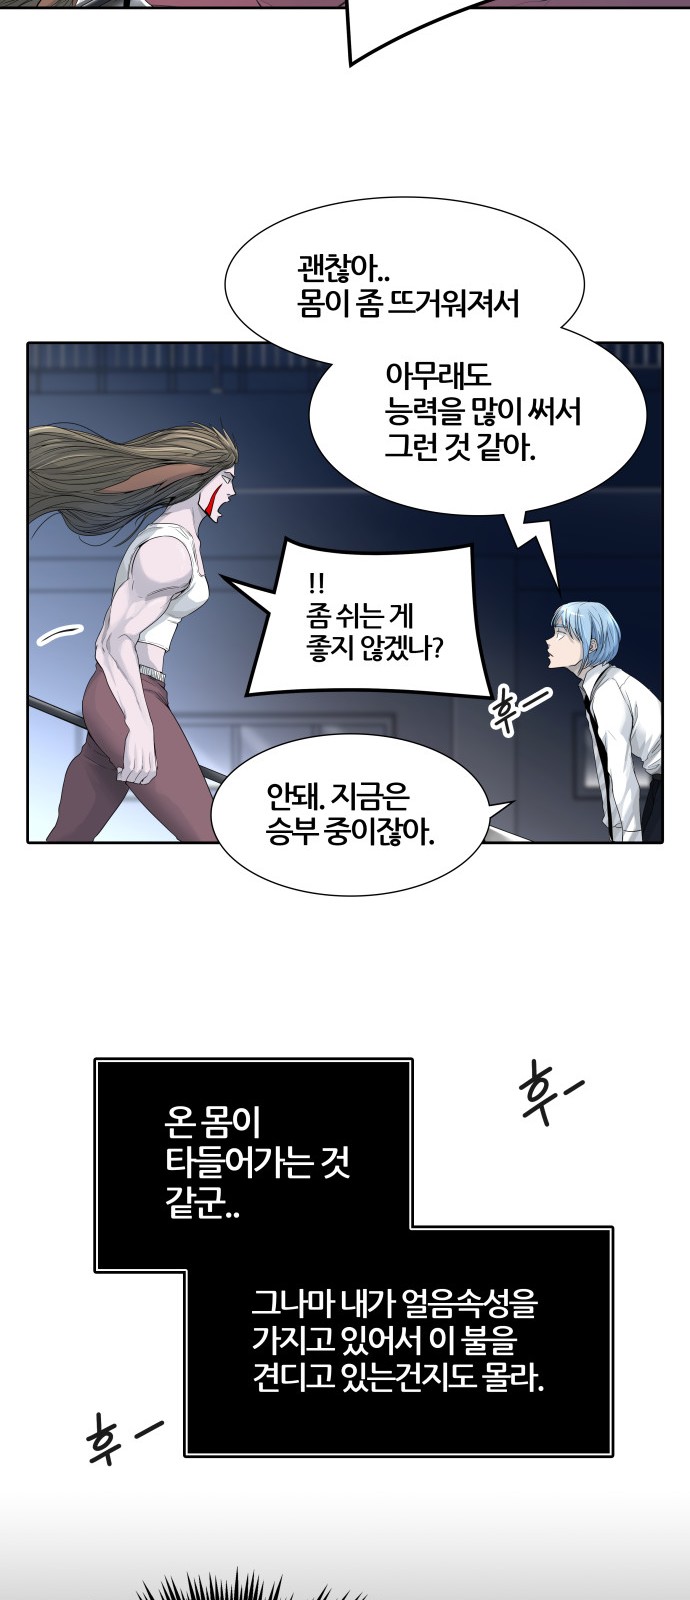 괜찮아..
몸이 좀 뜨거워져서
아무래도
능력을 많이 써서
그런 것 같아.
!!
좀 쉬는 게
좋지 않겠나?
후-
안돼. 지금은
승부 중이잖아.
후-
온 몸이
타들어가는 것
같군..
그나마 내가 얼음속성을
가지고 있어서 이 불을
견디고 있는건지도 몰라.
후-